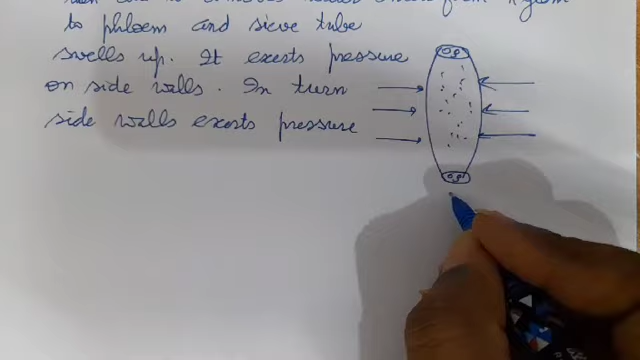 to phloem and sieve tube
swells up. It exerts pressure
on side walls. In turn
side walls exerts pressure